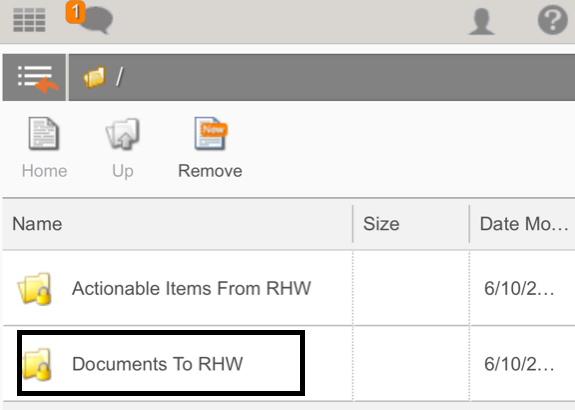 1
?
/
New
Home Up Remove
Name Size Date Mo...
Actionable Items From RHW 6/10/2...
Documents To RHW 6/10/2...